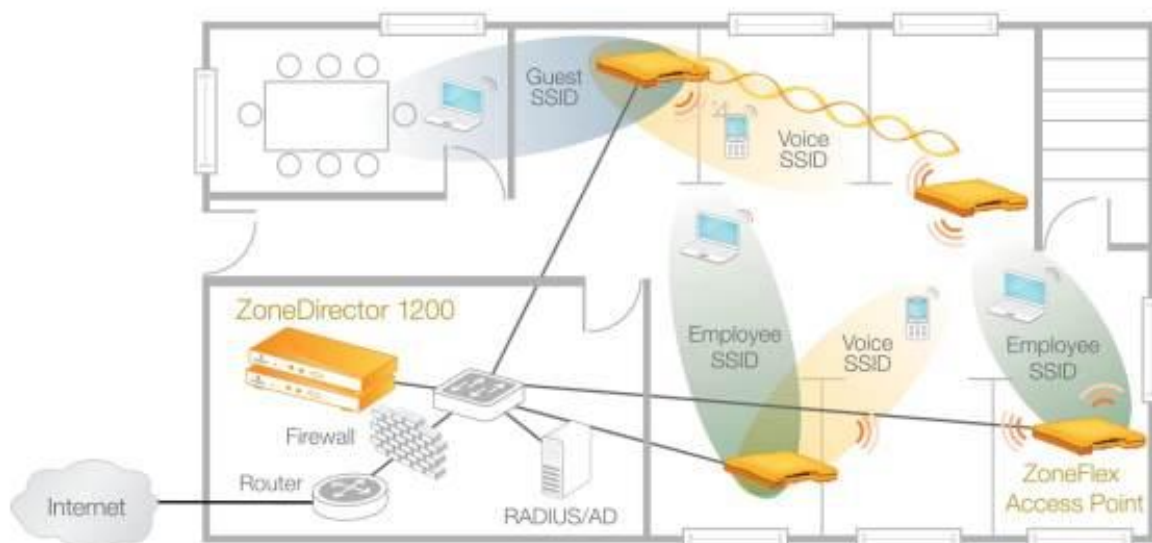 Guest
SSID
Voice
SSID
ZoneDirector 1200
Employee
SSID
Voice
SSID
Employee
SSID
Firewall
Router
Internet
RADIUS/AD
ZoneFlex
Access Point